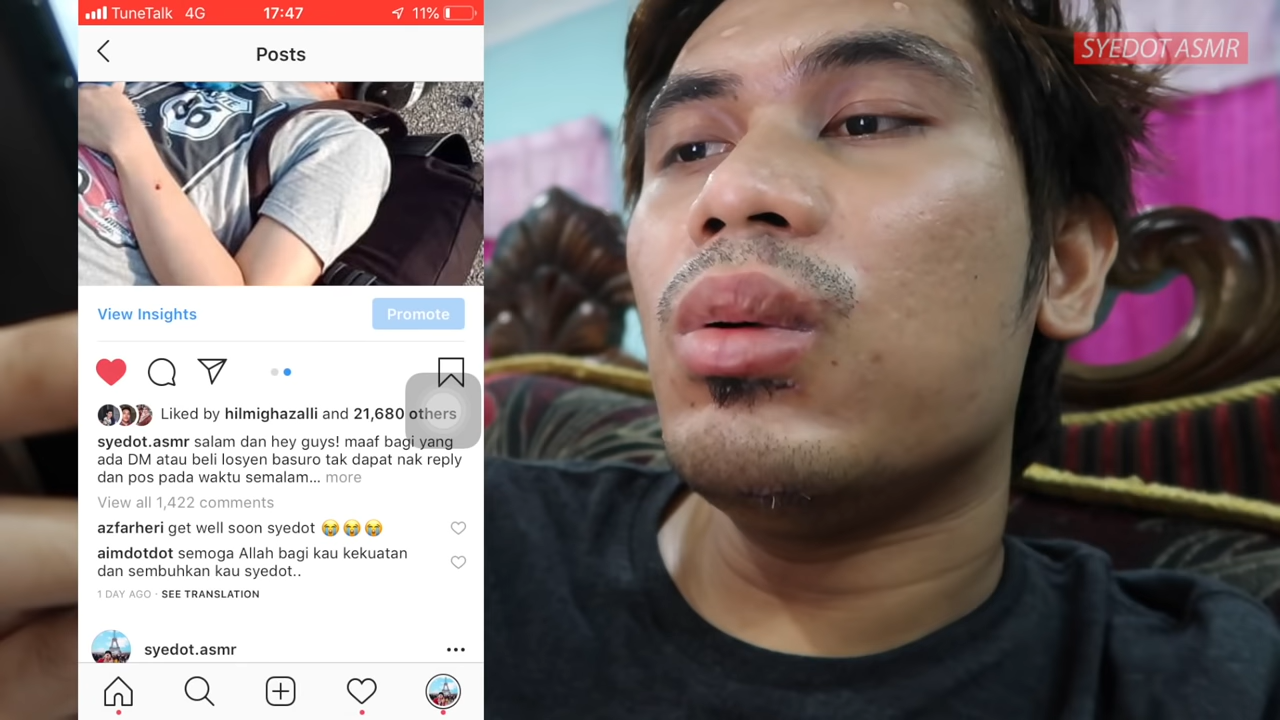 TuneTalk 4G 17:47 11%
SYEDOT ASMR
Posts
View Insights
Promote
Liked by hilmighazalli and 21,680 others
syedot.asmr salam dan hey guys! maaf bagi yang
ada DM atau beli losyen basuro tak dapat nak reply
dan pos pada waktu semalam... more
View all 1,422 comments
azfarheri get well soon syedot 😭😭😭
aimdotdot semoga Allah bagi kau kekuatan
dan sembuhkan kau syedot..
1 DAY AGO · SEE TRANSLATION
syedot.asmr